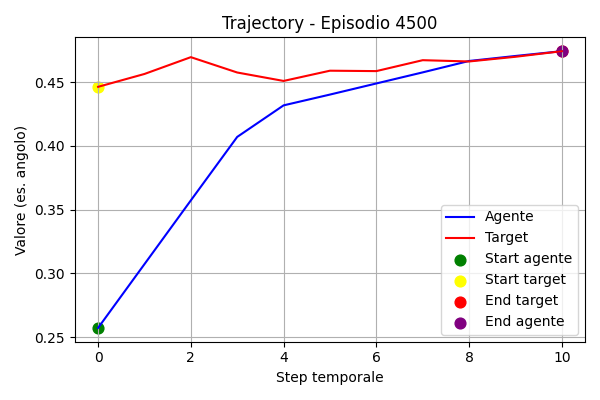 Trajectory - Episodio 4500
Valore (es. angolo)
0.45
0.40
0.35
0.30
0.25
0
2
4
6
8
10
Step temporale
Agente
Target
Start agente
Start target
End target
End agente